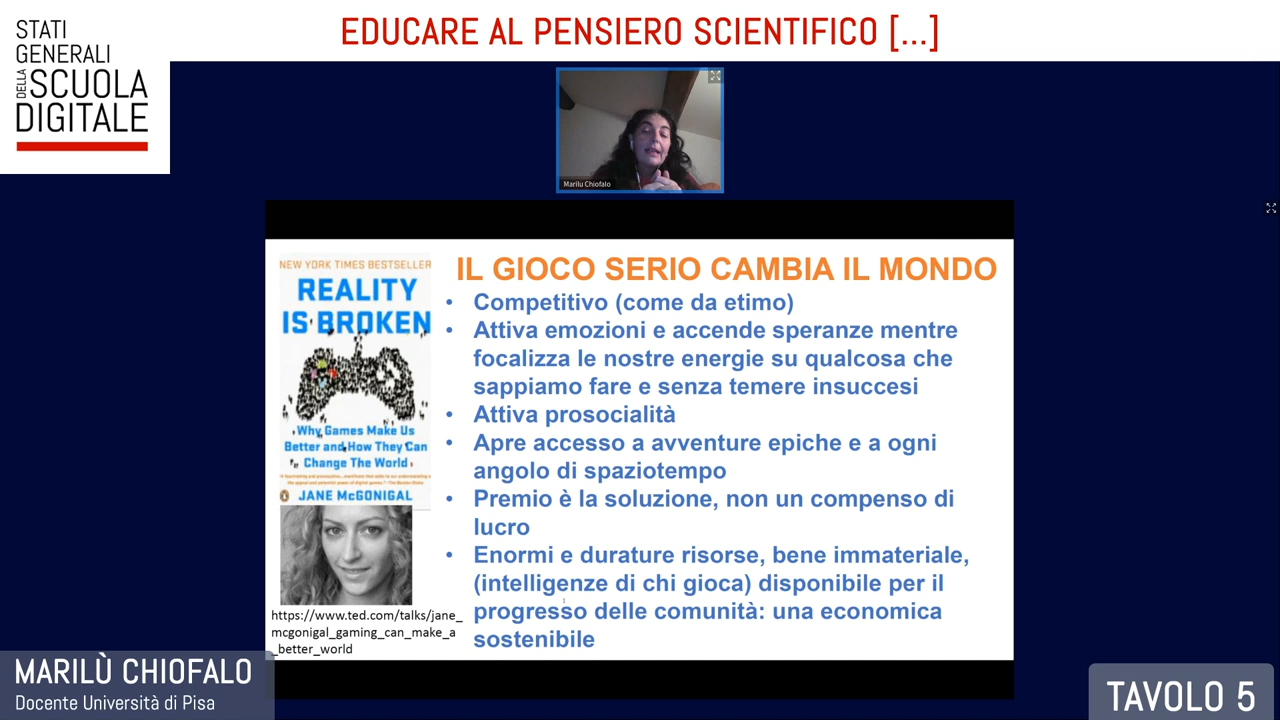 STATI
GENERALI
DELLA SCUOLA
DIGITALE
EDUCARE AL PENSIERO SCIENTIFICO [...]
Marilu Chiofalo
NEW YORK TIMES BESTSELLER
REALITY
IS BROKEN
Why Games Make Us
Better and How They Can
Change The World
JANE McGONIGAL
https://www.ted.com/talks/jane_
mcgonigal_gaming_can_make_a
_better_world
IL GIOCO SERIO CAMBIA IL MONDO
• Competitivo (come da etimo)
• Attiva emozioni e accende speranze mentre
focalizza le nostre energie su qualcosa che
sappiamo fare e senza temere insuccesi
• Attiva prosocialità
• Apre accesso a avventure epiche e a ogni
angolo di spaziotempo
• Premio è la soluzione, non un compenso di
lucro
• Enormi e durature risorse, bene immateriale,
(intelligenze di chi gioca) disponibile per il
progresso delle comunità: una economica
sostenibile
MARILÙ CHIOFALO
Docente Università di Pisa
TAVOLO 5